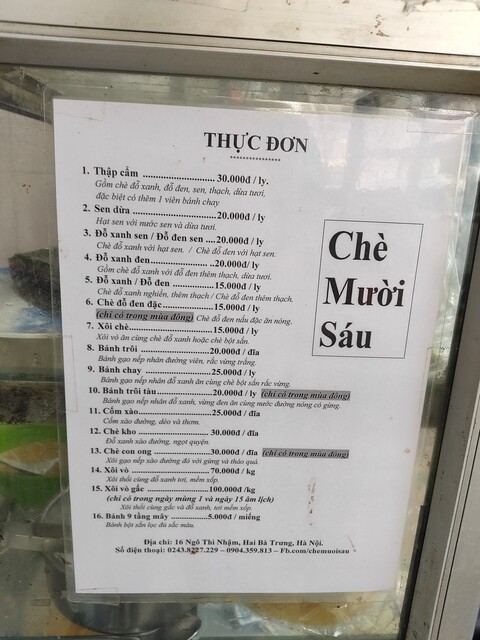 THỰC ĐƠN
1. Thập cẩm ........................... 30.000đ / ly.
Gồm chè đỗ xanh, đỗ đen, sen, thạch, dừa tươi,
đặc biệt có thêm 1 viên bánh chay
2. Sen dừa ..............................20.000đ / ly
Hạt sen với nước sen và dừa tươi.
3. Đỗ xanh sen / Đỗ đen sen ....20.000đ / ly
Chè đỗ xanh với hạt sen. / Chè đỗ đen với hạt sen.
4. Đỗ xanh đen .................... ..20.000đ/ ly
Gồm chè đỗ xanh với đỗ đen thêm thạch, dừa tươi.
5. Đỗ xanh / Đỗ đen ...............15.000đ / ly
Chè đỗ xanh nghiền, thêm thạch / Chè đỗ đen thêm thạch.
6. Chè đỗ đen đặc ...................15.000đ / ly
(chỉ có trong mùa đông) Chè đỗ đen nấu đặc ăn nóng.
7. Xôi chè ...............................15.000đ / ly
Xôi vò ăn cùng chè đỗ xanh hoặc chè bột sắn.
8. Bánh trôi ...........................20.000đ / đĩa
Bánh gạo nếp nhân đường viên, rắc vừng trắng.
9. Bánh chay ..........................25.000đ / ly
Bánh gạo nếp nhân đỗ xanh ăn cùng chè bột sắn rắc vừng.
10. Bánh trôi tàu ......................20.000đ / ly (chỉ có trong mùa đông)
Bánh gạo nếp nhân đỗ xanh, vừng đen ăn cùng nước đường nóng có gừng.
11. Cốm xào ............................25.000đ / đĩa
Cốm xào đường, dẻo và thơm.
12. Chè kho ........................... 30.000đ / đĩa
Đỗ xanh xào đường, ngọt quyện.
13. Chè con ong .....................30.000đ / đĩa (chỉ có trong mùa đông)
Xôi gạo nếp xào đường đỏ với gừng và thảo quả.
14. Xôi vò ............................. 70.000đ / kg
Xôi thổi cùng đỗ xanh tơi, mềm xốp.
15. Xôi vò gấc ........................100.000đ /kg
(chỉ có trong ngày mùng 1 và ngày 15 âm lịch)
Xôi thổi cùng gấc và đỗ xanh, tơi mềm xốp.
16. Bánh 9 tầng mây ................5.000đ / miếng
Bánh bột sắn lọc đủ sắc màu.
Chè
Mười
Sáu
Địa chỉ: 16 Ngô Thì Nhậm, Hai Bà Trưng, Hà Nội.
Số điện thoại: 0243.8227.229 – 0904.359.813 – Fb.com/chemuoisau